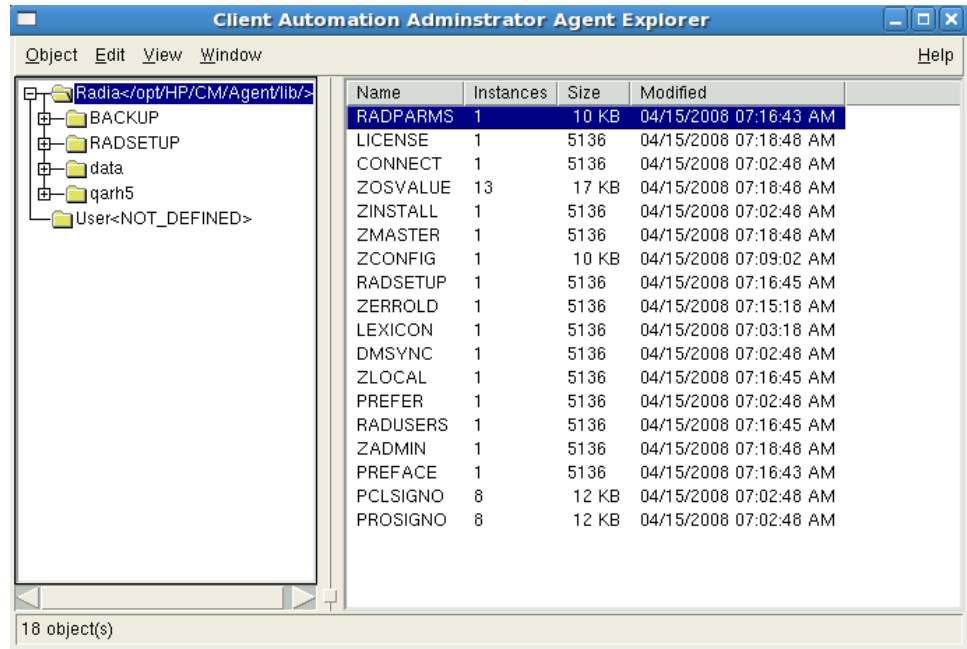 Client Automation Adminstrator Agent Explorer
Object Edit View Window Help
Radia</opt/HP/CM/Agent/lib/>
BACKUP
RADSETUP
data
qarh5
User<NOT_DEFINED>
Name Instances Size Modified
RADPARMS 1 10 KB 04/15/2008 07:16:43 AM
LICENSE 1 5136 04/15/2008 07:18:48 AM
CONNECT 1 5136 04/15/2008 07:02:48 AM
ZOSVALUE 13 17 KB 04/15/2008 07:18:48 AM
ZINSTALL 1 5136 04/15/2008 07:02:48 AM
ZMASTER 1 5136 04/15/2008 07:18:48 AM
ZCONFIG 1 10 KB 04/15/2008 07:09:02 AM
RADSETUP 1 5136 04/15/2008 07:16:45 AM
ZERROLD 1 5136 04/15/2008 07:15:18 AM
LEXICON 1 5136 04/15/2008 07:03:18 AM
DMSYNC 1 5136 04/15/2008 07:02:48 AM
ZLOCAL 1 5136 04/15/2008 07:16:45 AM
PREFER 1 5136 04/15/2008 07:02:48 AM
RADUSERS 1 5136 04/15/2008 07:16:45 AM
ZADMIN 1 5136 04/15/2008 07:18:48 AM
PREFACE 1 5136 04/15/2008 07:16:43 AM
PCLSIGNO 8 12 KB 04/15/2008 07:02:48 AM
PROSIGNO 8 12 KB 04/15/2008 07:02:48 AM
18 object(s)